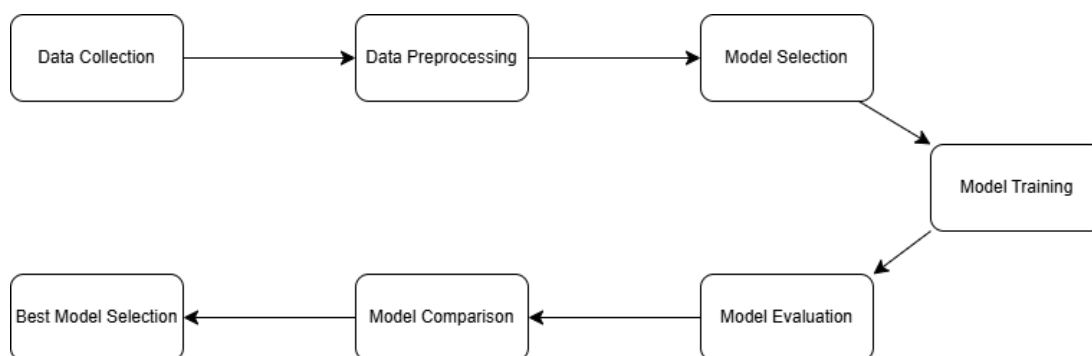 Data Collection
Data Preprocessing
Model Selection
Model Training
Model Evaluation
Model Comparison
Best Model Selection